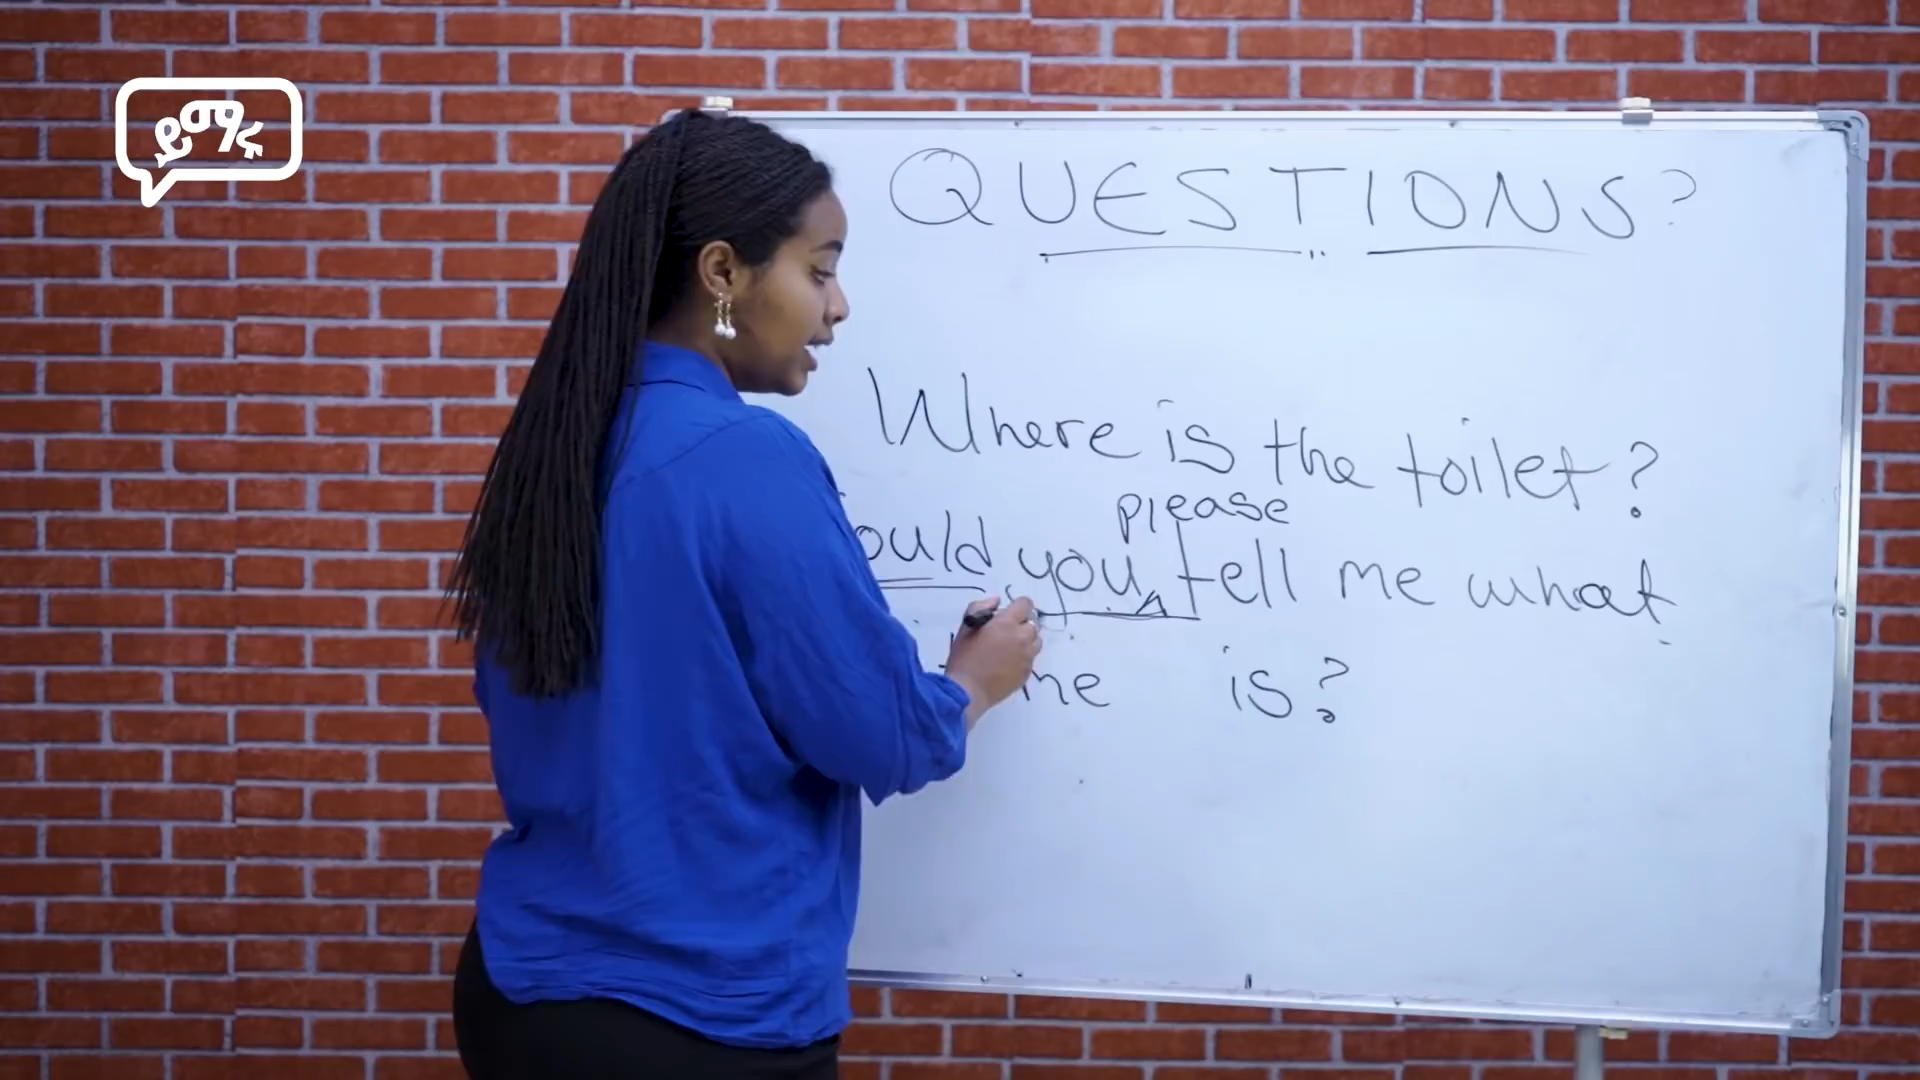 ይማሩ
QUESTIONS?
Where is the toilet?
please
ould you tell me what
me is?